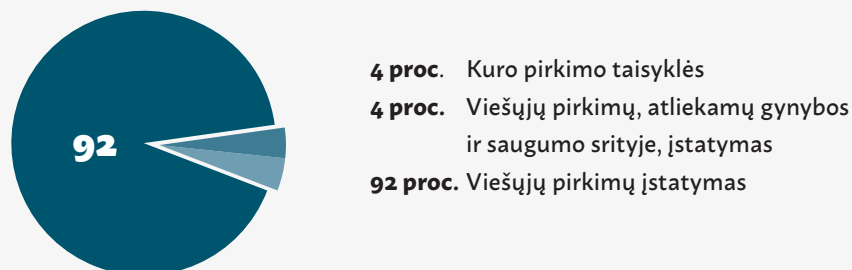 92
4 proc. Kuro pirkimo taisyklės
4 proc. Viešųjų pirkimų, atliekamų gynybos
ir saugumo srityje, įstatymas
92 proc. Viešųjų pirkimų įstatymas